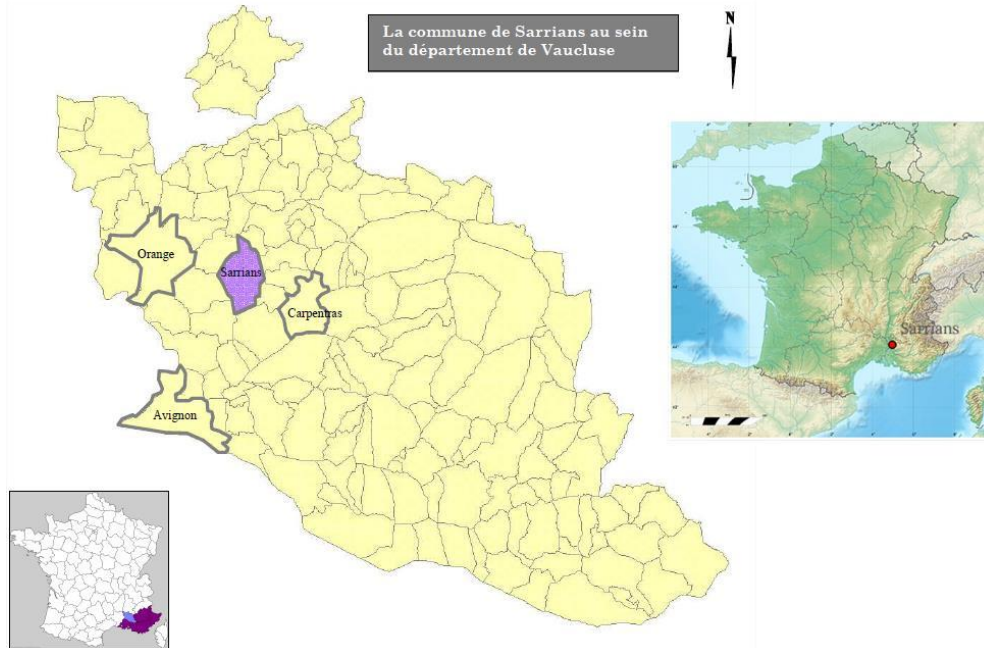 La commune de Sarrians au sein
du département de Vaucluse
N
Orange
Sarrians
Carpentras
Avignon
Sarrians